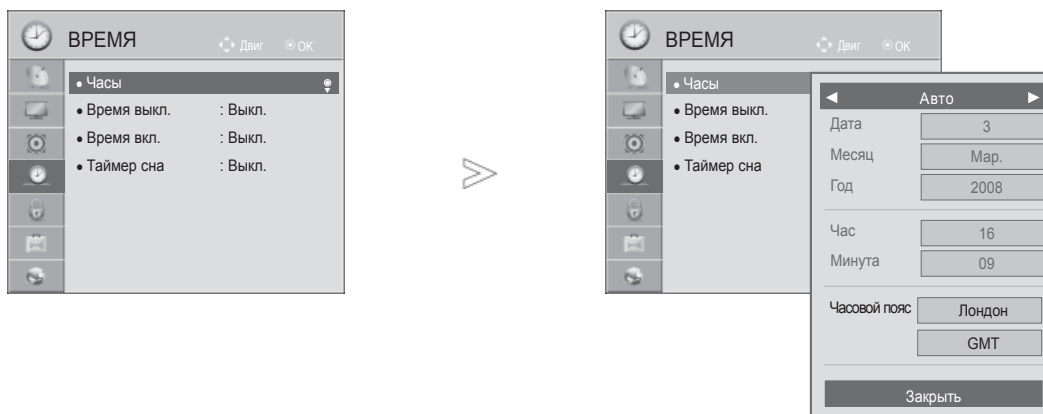 ВРЕМЯ
Двиг
OK
• Часы
• Время выкл. : Выкл.
• Время вкл. : Выкл.
• Таймер сна : Выкл.
ВРЕМЯ
Двиг
OK
• Часы
• Время выкл.
• Время вкл.
• Таймер сна
◄ Авто ►
Дата 3
Месяц Мар.
Год 2008
Час 16
Минута 09
Часовой пояс Лондон
GMT
Закрыть